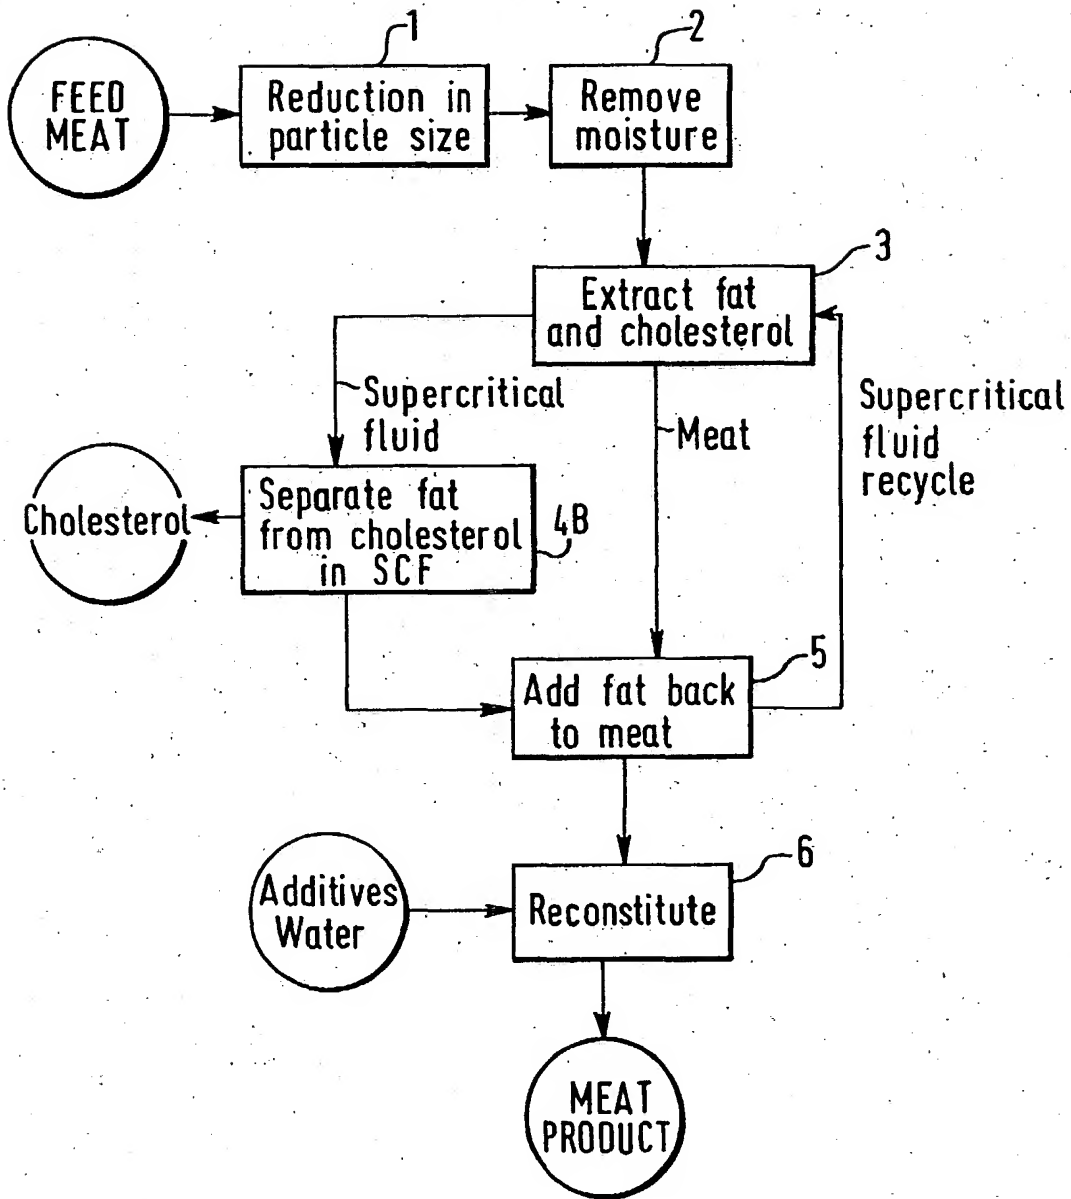 1
2
FEED
MEAT
Reduction in
particle size
Remove
moisture
3
Extract fat
and cholesterol
Supercritical
fluid
Meat
Supercritical
fluid
recycle
Cholesterol
Separate fat
from cholesterol
in SCF
4B
5
Add fat back
to meat
6
Additives
Water
Reconstitute
MEAT
PRODUCT